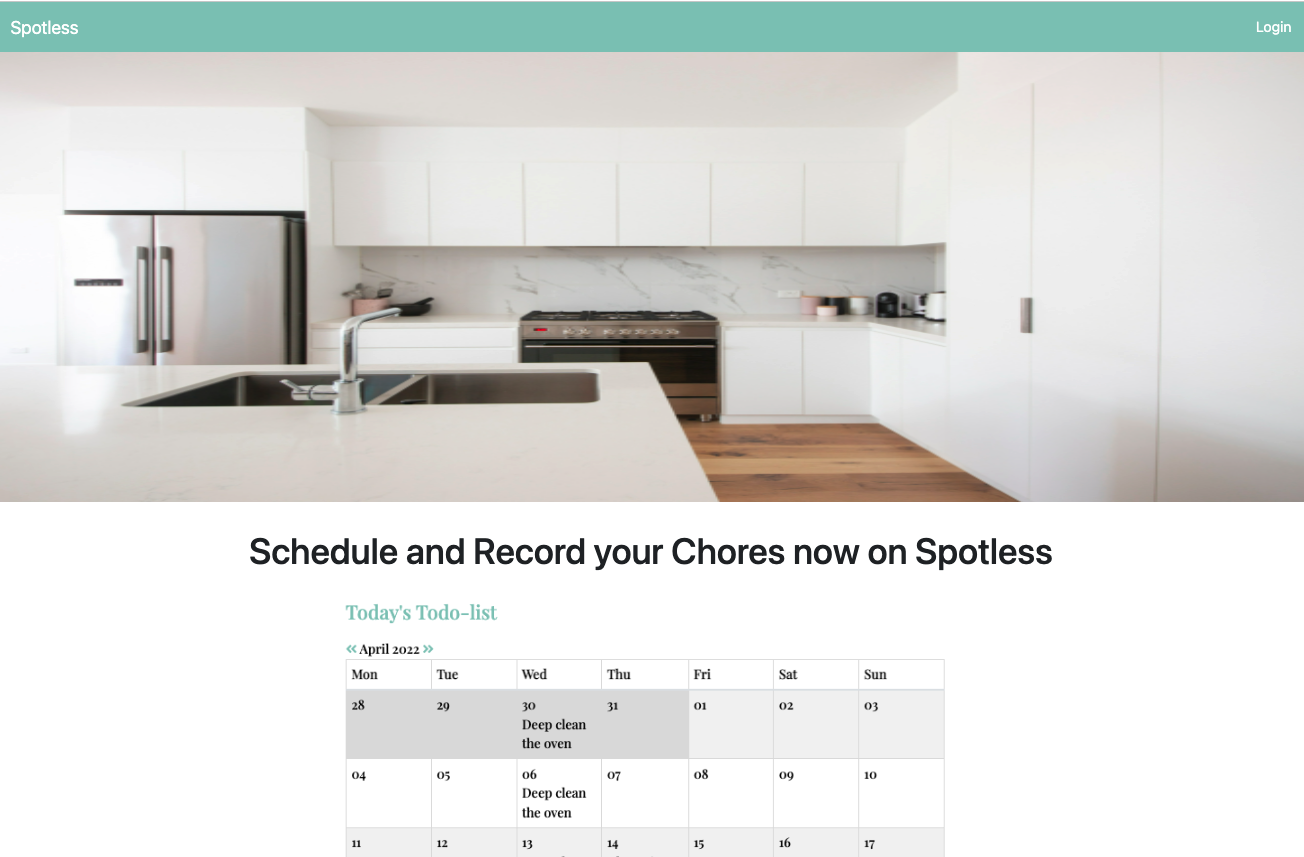 Spotless
Login
Schedule and Record your Chores now on Spotless
Today's Todo-list
« April 2022 »
Mon Tue Wed Thu Fri Sat Sun
28 29 30 31 01 02 03
Deep clean
the oven
04 05 06 07 08 09 10
Deep clean
the oven
11 12 13 14 15 16 17